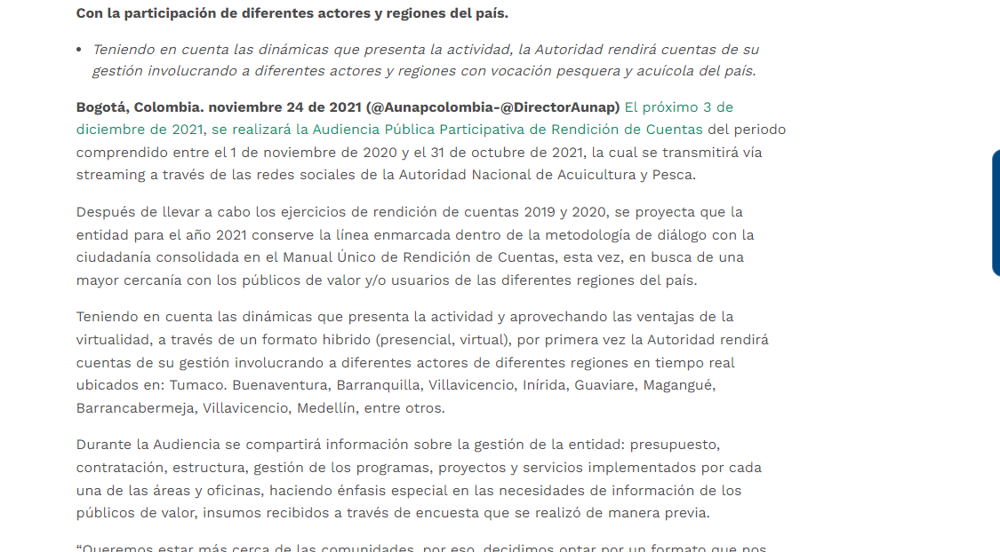 Con la participación de diferentes actores y regiones del país.
• Teniendo en cuenta las dinámicas que presenta la actividad, la Autoridad rendirá cuentas de su
gestión involucrando a diferentes actores y regiones con vocación pesquera y acuícola del país.
Bogotá, Colombia. noviembre 24 de 2021 (@Aunapcolombia-@DirectorAunap) El próximo 3 de
diciembre de 2021, se realizará la Audiencia Pública Participativa de Rendición de Cuentas del periodo
comprendido entre el 1 de noviembre de 2020 y el 31 de octubre de 2021, la cual se transmitirá vía
streaming a través de las redes sociales de la Autoridad Nacional de Acuicultura y Pesca.
Después de llevar a cabo los ejercicios de rendición de cuentas 2019 y 2020, se proyecta que la
entidad para el año 2021 conserve la línea enmarcada dentro de la metodología de diálogo con la
ciudadanía consolidada en el Manual Único de Rendición de Cuentas, esta vez, en busca de una
mayor cercanía con los públicos de valor y/o usuarios de las diferentes regiones del país.
Teniendo en cuenta las dinámicas que presenta la actividad y aprovechando las ventajas de la
virtualidad, a través de un formato hibrido (presencial, virtual), por primera vez la Autoridad rendirá
cuentas de su gestión involucrando a diferentes actores de diferentes regiones en tiempo real
ubicados en: Tumaco. Buenaventura, Barranquilla, Villavicencio, Inírida, Guaviare, Magangué,
Barrancabermeja, Villavicencio, Medellín, entre otros.
Durante la Audiencia se compartirá información sobre la gestión de la entidad: presupuesto,
contratación, estructura, gestión de los programas, proyectos y servicios implementados por cada
una de las áreas y oficinas, haciendo énfasis especial en las necesidades de información de los
públicos de valor, insumos recibidos a través de encuesta que se realizó de manera previa.
“Queremos estar más cerca de las comunidades, por eso, decidimos optar por un formato que nos